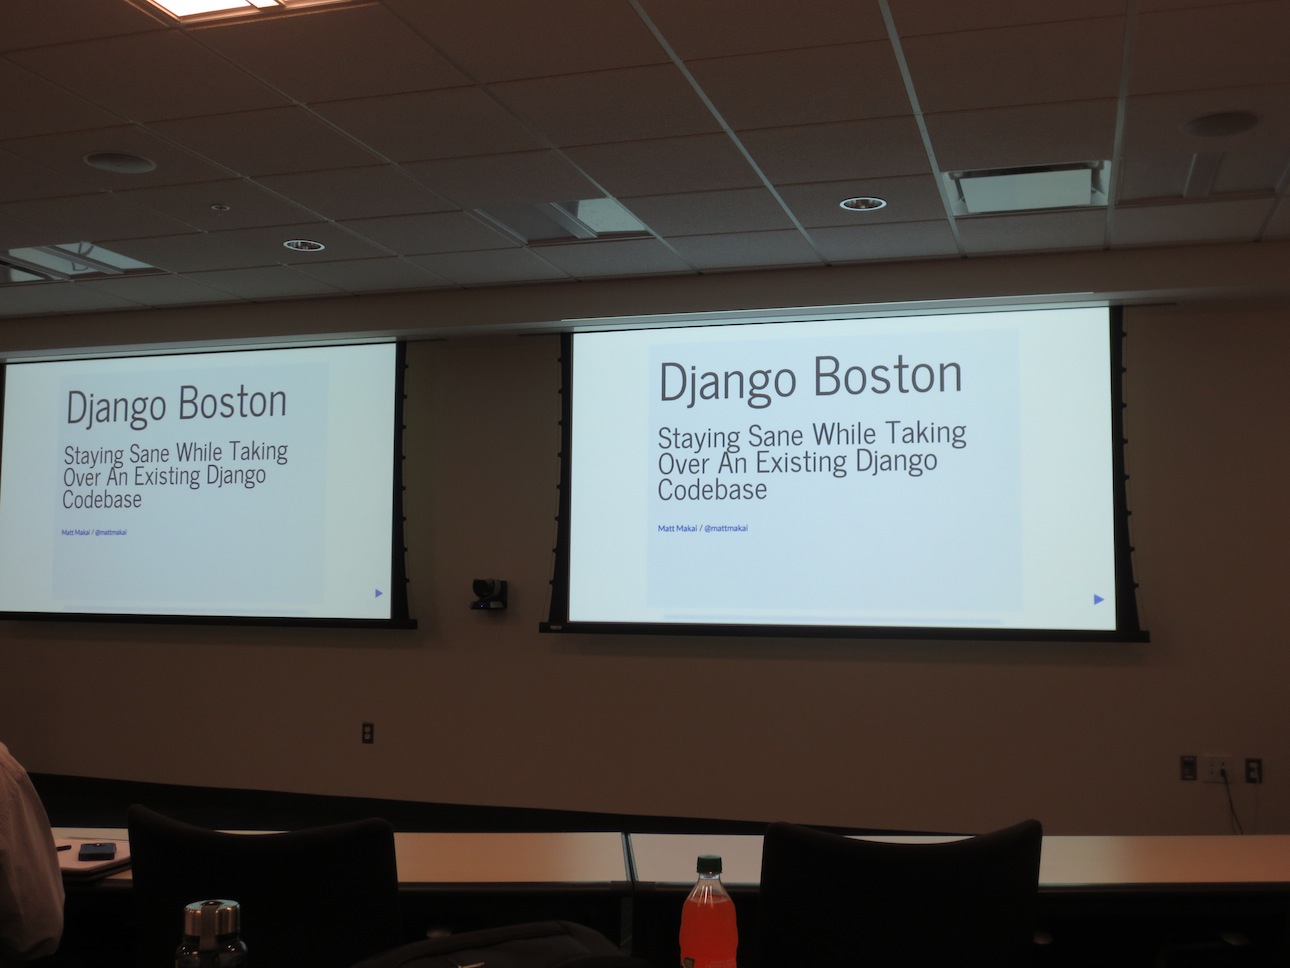 Django Boston
Staying Sane While Taking
Over An Existing Django
Codebase
Matt Makai / @mattmakai
Django Boston
Staying Sane While Taking
Over An Existing Django
Codebase
Matt Makai / @mattmakai